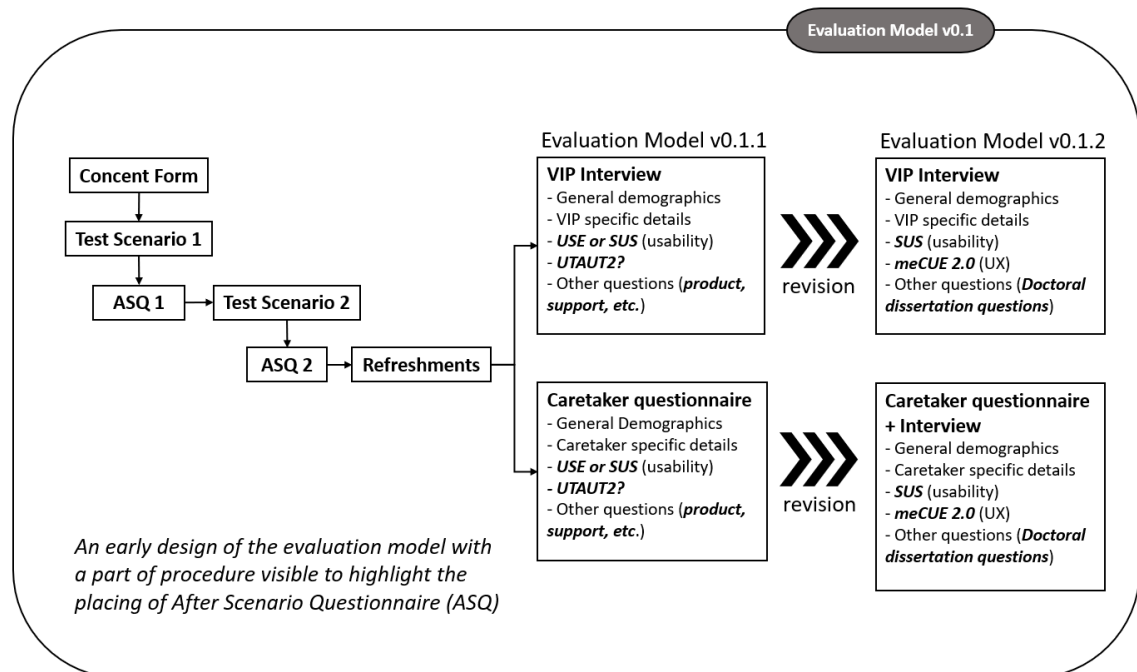 Evaluation Model v0.1
Concent Form
Test Scenario 1
ASQ 1
Test Scenario 2
ASQ 2
Refreshments
Evaluation Model v0.1.1
VIP Interview
- General demographics
- VIP specific details
- USE or SUS (usability)
- UTAUT2?
- Other questions (product,
support, etc.)
revision
Evaluation Model v0.1.2
VIP Interview
- General demographics
- VIP specific details
- SUS (usability)
- meCUE 2.0 (UX)
- Other questions (Doctoral
dissertation questions)
Caretaker questionnaire
- General Demographics
- Caretaker specific details
- USE or SUS (usability)
- UTAUT2?
- Other questions (product,
support, etc.)
revision
Caretaker questionnaire
+ Interview
- General demographics
- Caretaker specific details
- SUS (usability)
- meCUE 2.0 (UX)
- Other questions (Doctoral
dissertation questions)
An early design of the evaluation model with
a part of procedure visible to highlight the
placing of After Scenario Questionnaire (ASQ)